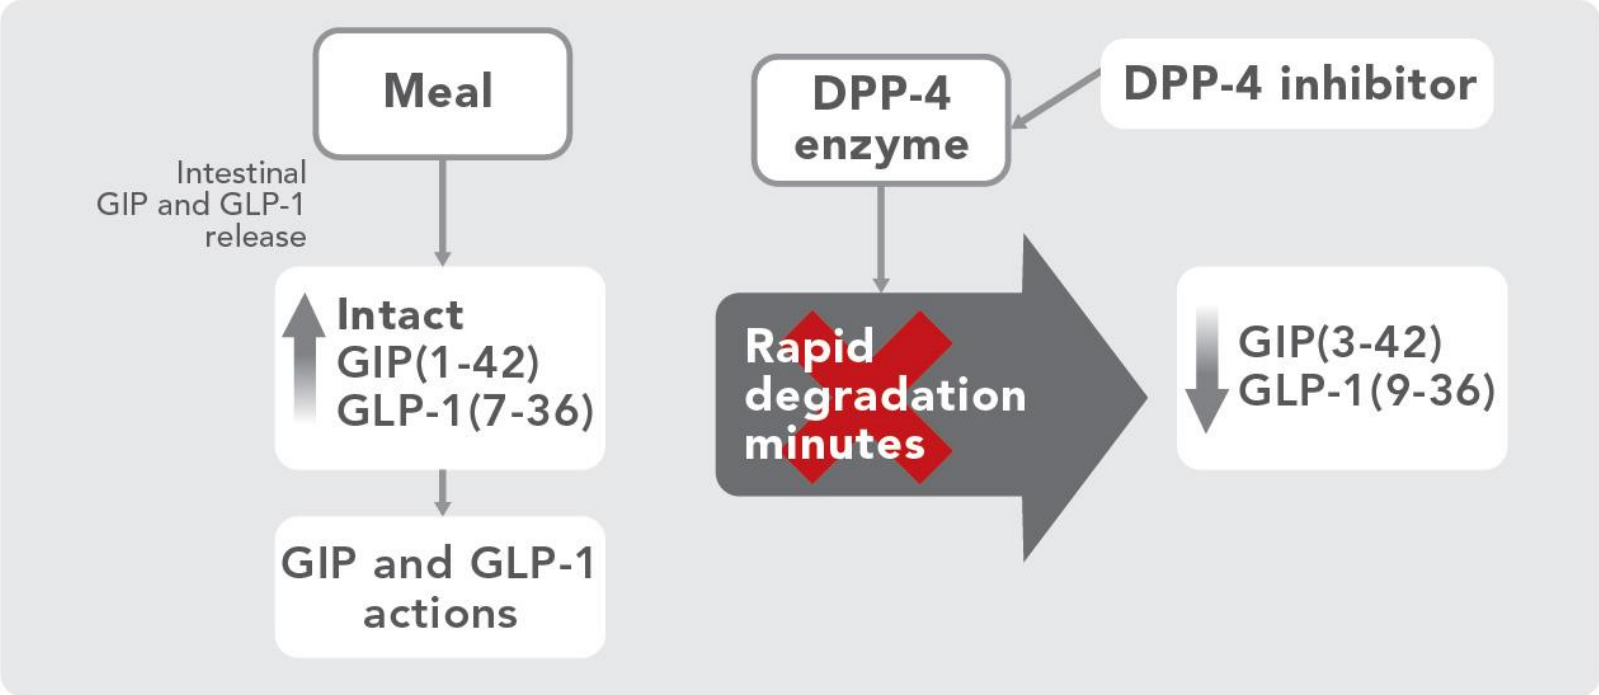 Meal
Intestinal
GIP and GLP-1
release
Intact
GIP(1-42)
GLP-1(7-36)
GIP and GLP-1
actions
DPP-4
enzyme
DPP-4 inhibitor
Rapid
degradation
minutes
GIP(3-42)
GLP-1(9-36)